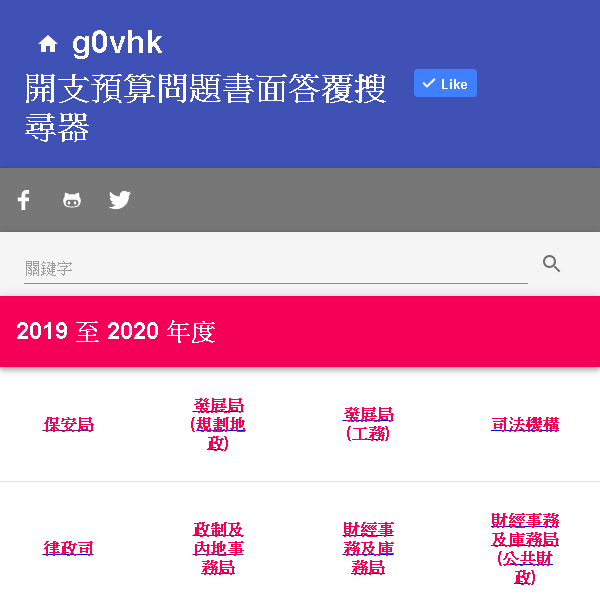 g0vhk
開支預算問題書面答覆搜
尋器
Like
關鍵字
2019 至 2020 年度
保安局
發展局
(規劃地
政)
發展局
(工務)
司法機構
律政司
政制及
內地事
務局
財經事
務及庫
務局
財經事務
及庫務局
(公共財
政)